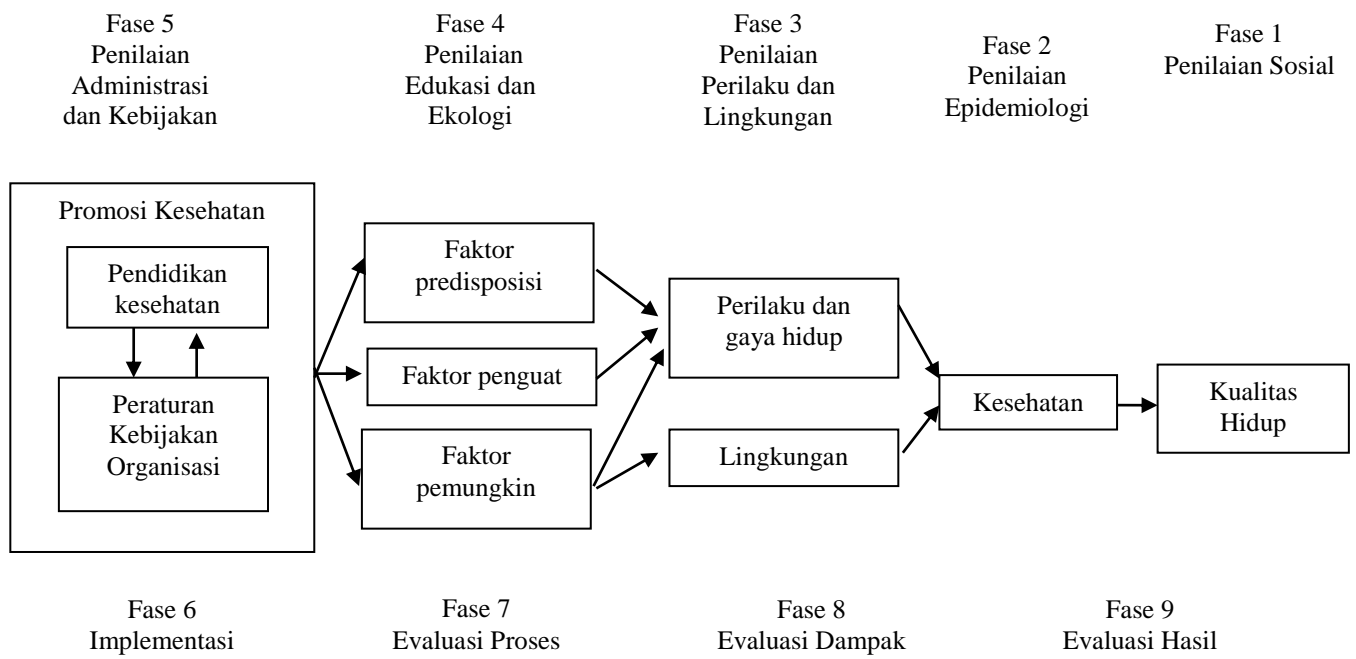 Fase 5
Penilaian
Administrasi
dan Kebijakan
Fase 4
Penilaian
Edukasi dan
Ekologi
Fase 3
Penilaian
Perilaku dan
Lingkungan
Fase 2
Penilaian
Epidemiologi
Fase 1
Penilaian Sosial
Promosi Kesehatan
Pendidikan
kesehatan
Peraturan
Kebijakan
Organisasi
Faktor
predisposisi
Faktor penguat
Faktor
pemungkin
Perilaku dan
gaya hidup
Lingkungan
Kesehatan
Kualitas
Hidup
Fase 6
Implementasi
Fase 7
Evaluasi Proses
Fase 8
Evaluasi Dampak
Fase 9
Evaluasi Hasil